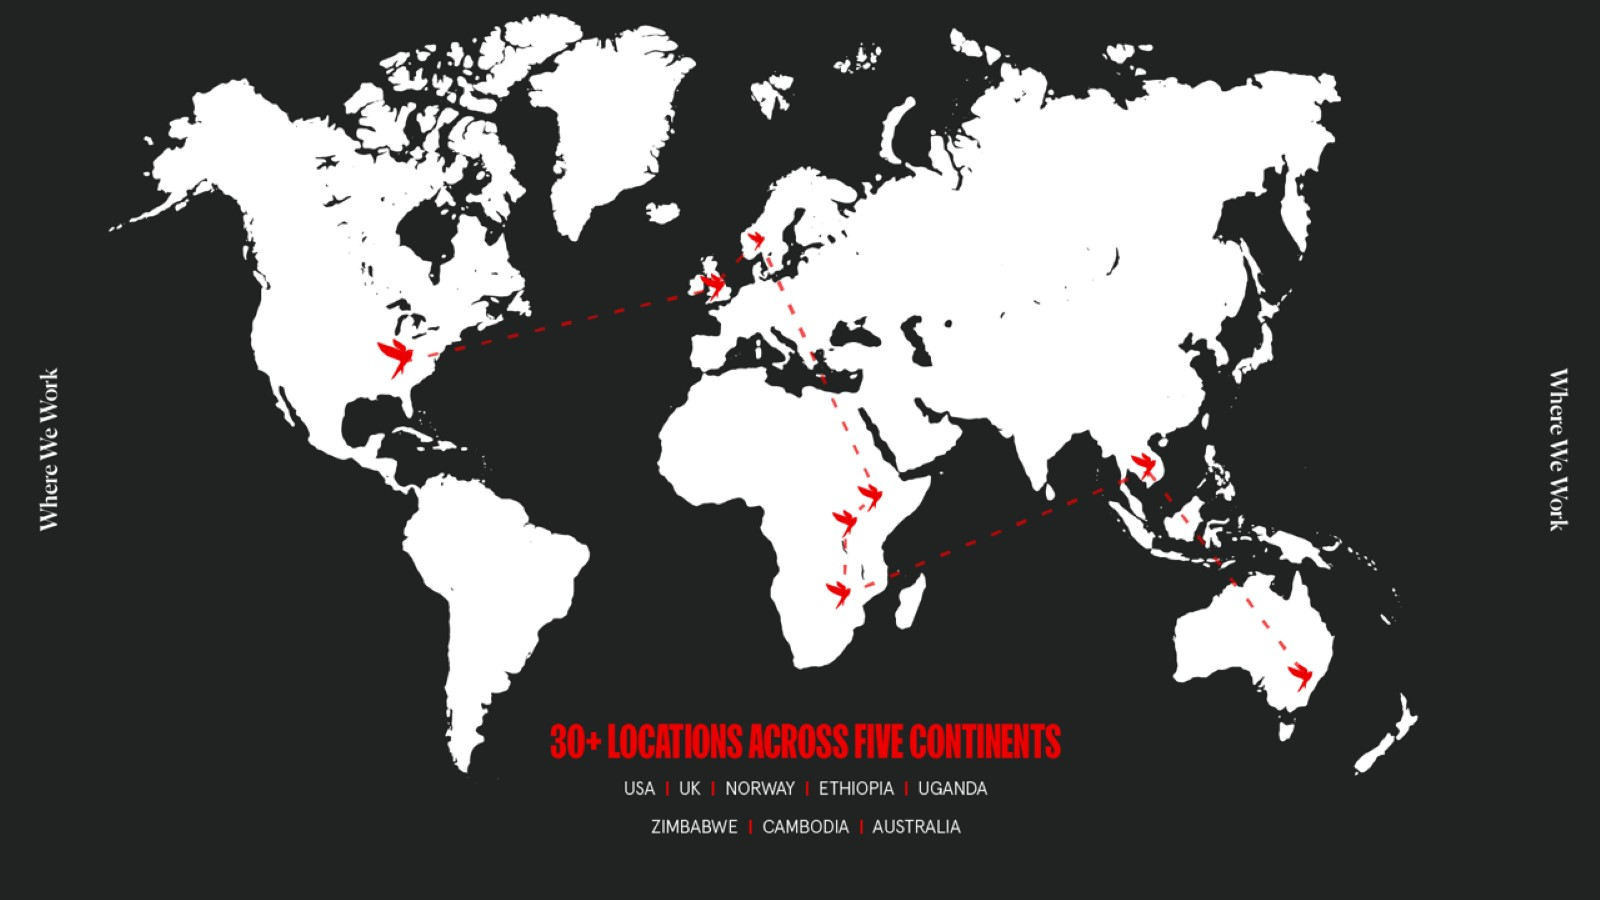 Where We Work
Where We Work
30+ LOCATIONS ACROSS FIVE CONTINENTS
USA | UK | NORWAY | ETHIOPIA | UGANDA
ZIMBABWE | CAMBODIA | AUSTRALIA